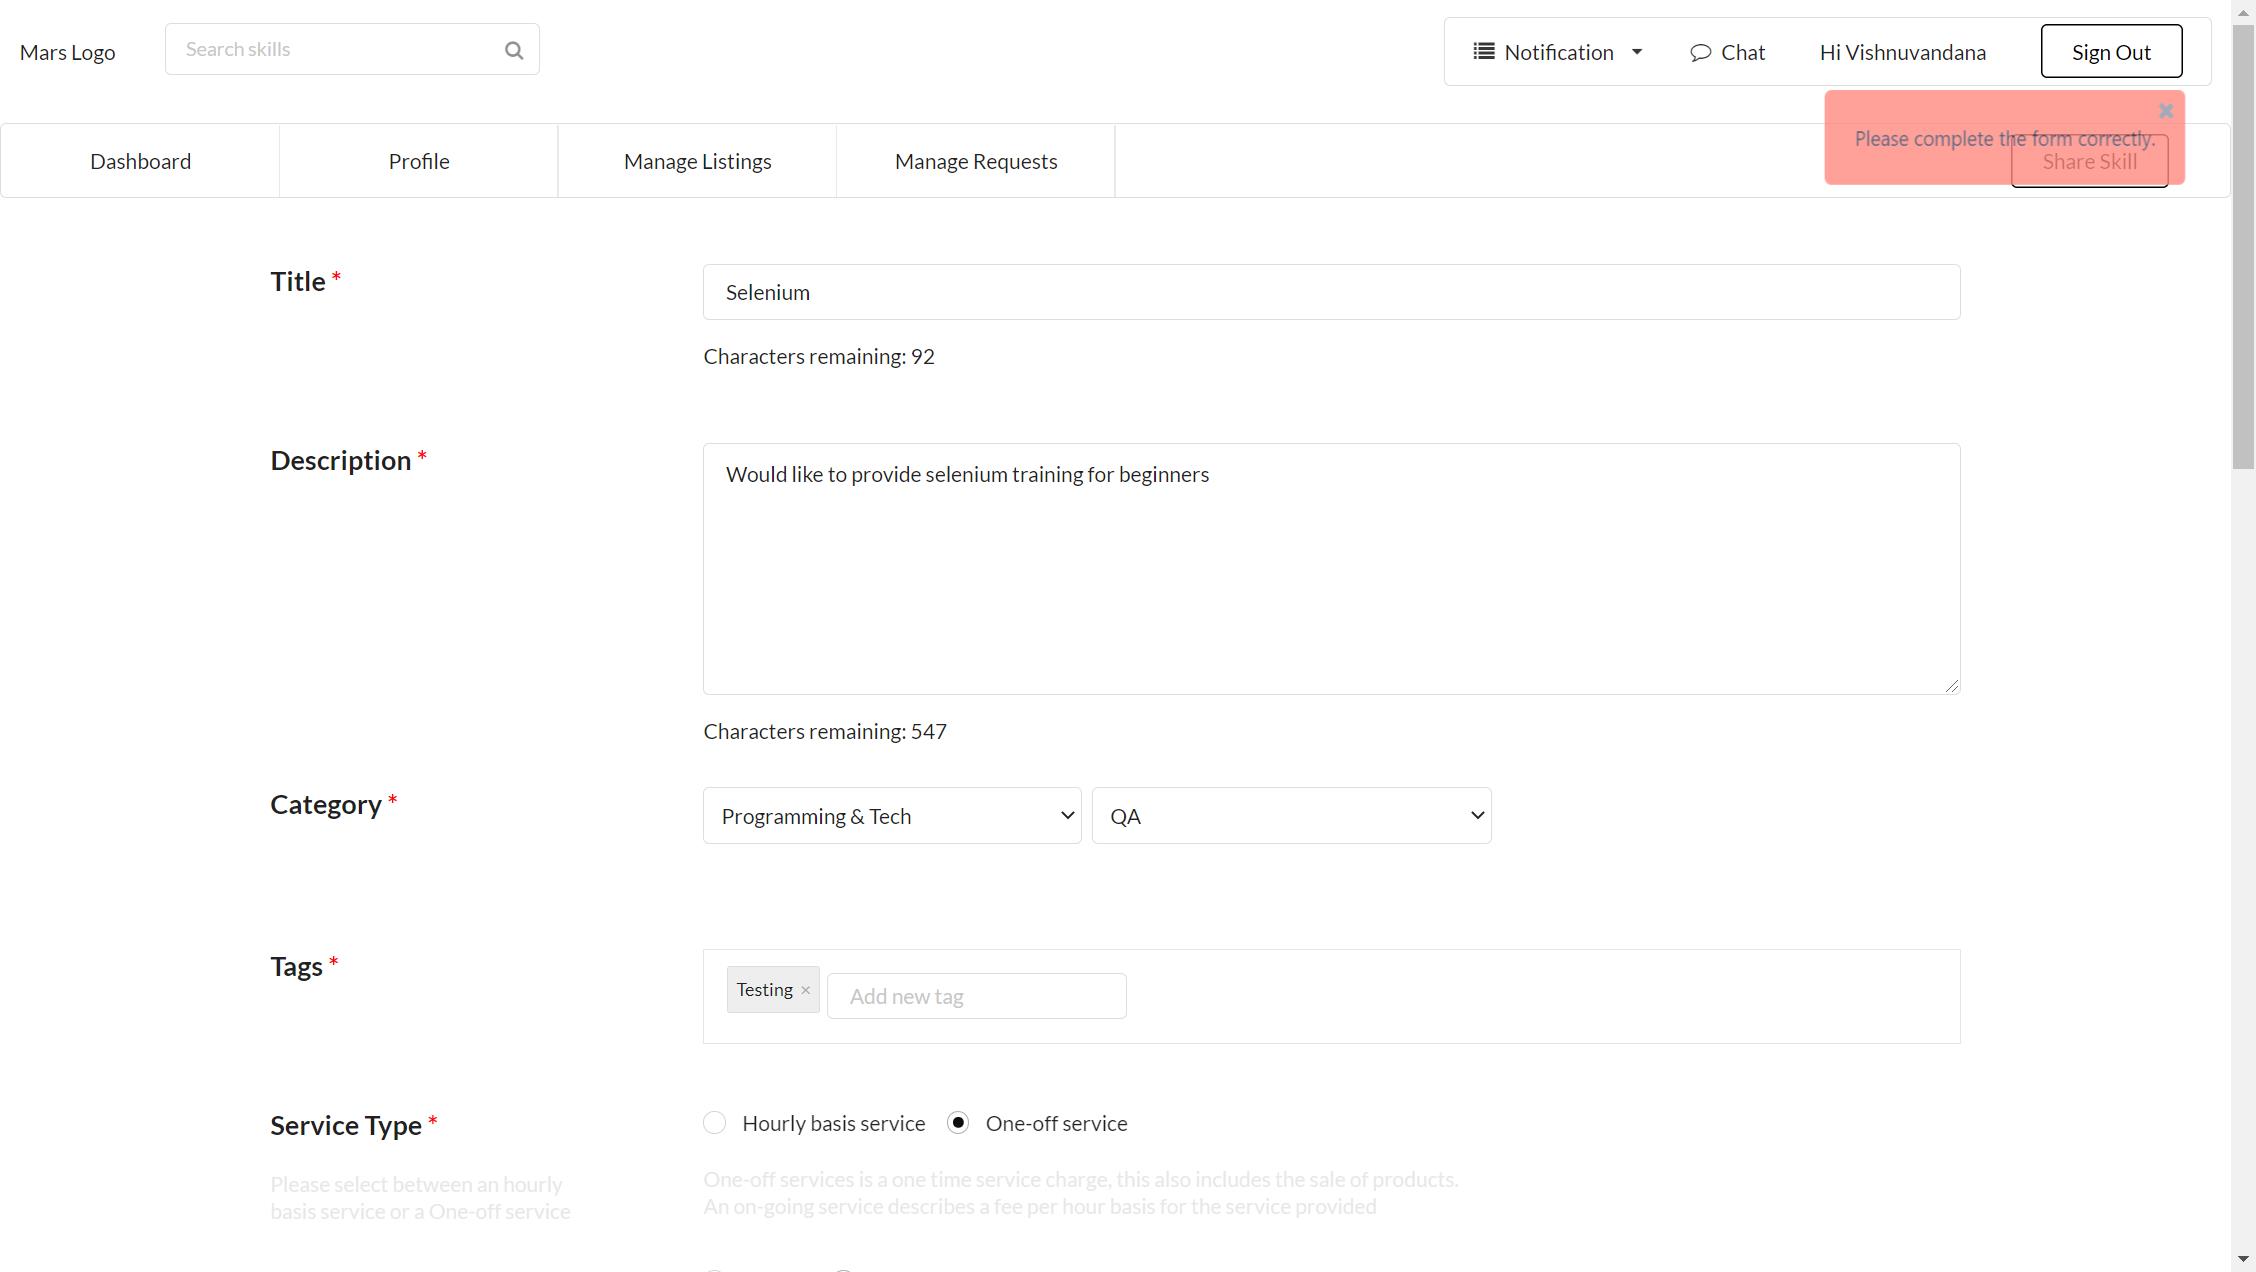 Mars Logo
Search skills
Notification
Chat
Hi Vishnuvandana
Sign Out
Please complete the form correctly.
Dashboard
Profile
Manage Listings
Manage Requests
Share Skill
Title *
Selenium
Characters remaining: 92
Description *
Would like to provide selenium training for beginners
Characters remaining: 547
Category *
Programming & Tech
QA
Tags *
Testing ×
Add new tag
Service Type *
Hourly basis service
One-off service
Please select between an hourly
basis service or a One-off service
One-off services is a one time service charge, this also includes the sale of products.
An on-going service describes a fee per hour basis for the service provided